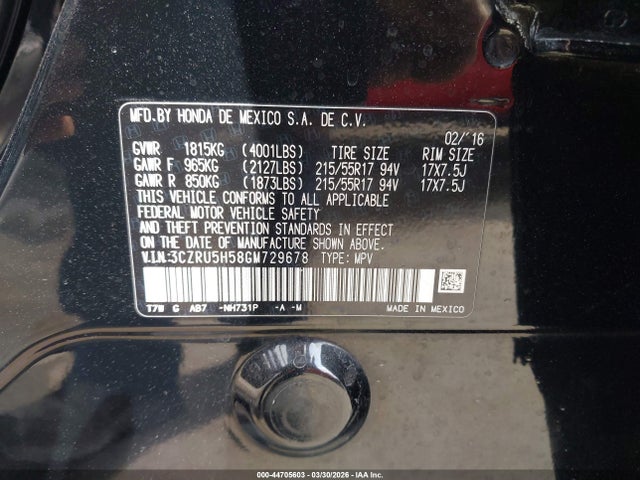 MFD.BY HONDA DE MEXICO S.A. DE C.V.
02/'16
GVWR 1815KG (4001LBS) TIRE SIZE RIM SIZE
GAWR F 965KG (2127LBS) 215/55R17 94V 17X7.5J
GAWR R 850KG (1873LBS) 215/55R17 94V 17X7.5J
THIS VEHICLE CONFORMS TO ALL APPLICABLE
FEDERAL MOTOR VEHICLE SAFETY
AND THEFT PREVENTION STANDARDS IN EFFECT ON
THE DATE OF MANUFACTURE SHOWN ABOVE.
V.I.N:3CZRU5H58GM729678 TYPE: MPV
T7W G AB7 -NH731P -A -M MADE IN MEXICO
000-44705603 - 03/30/2026 - IAA Inc.